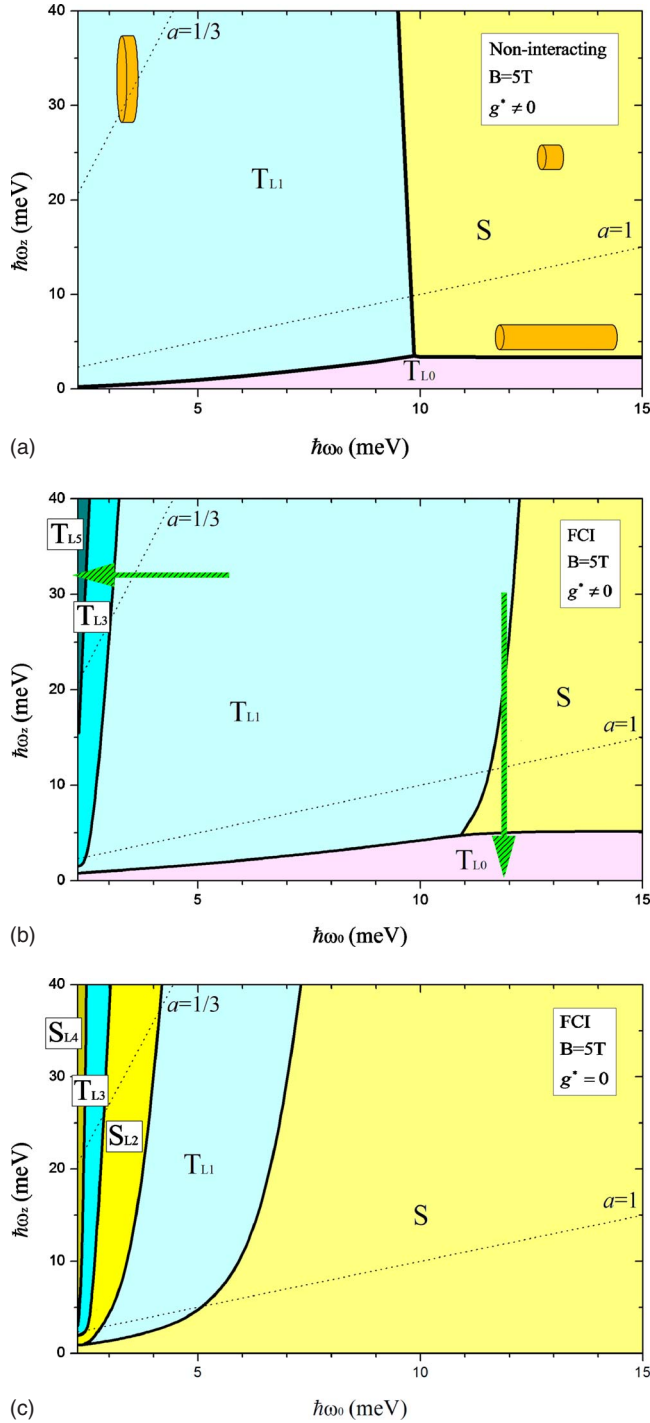 40
30
20
10
0
ħω_z (meV)
a=1/3
Non-interacting
B=5T
g* ≠ 0
T_L1
S
a=1
T_L0
5
10
15
ħω₀ (meV)
(a)
40
30
20
10
0
ħω_z (meV)
T_L5
a=1/3
FCI
B=5T
g* ≠ 0
T_L3
T_L1
S
a=1
T_L0
5
10
15
ħω₀ (meV)
(b)
40
30
20
10
0
ħω_z (meV)
a=1/3
FCI
B=5T
g* = 0
S_L4
T_L3
S_L2
T_L1
S
a=1
5
10
15
ħω₀ (meV)
(c)